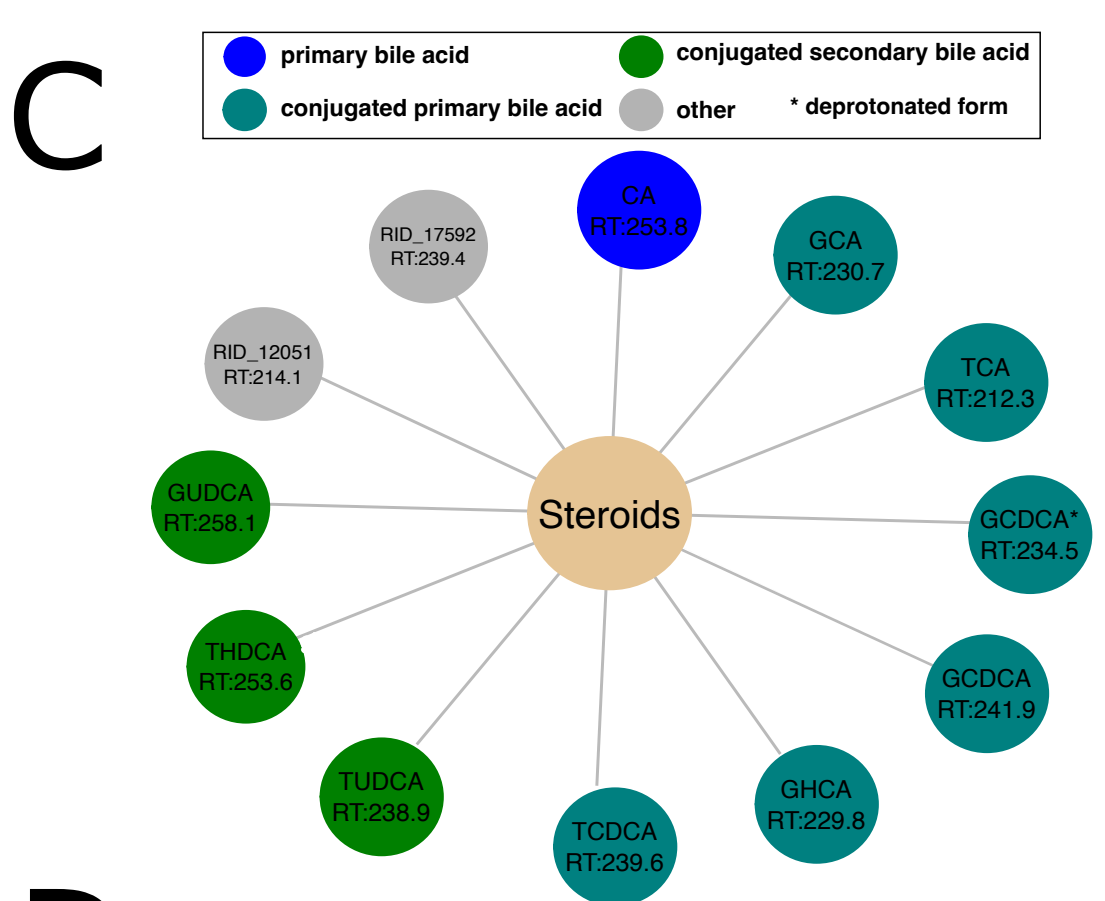 C
primary bile acid
conjugated secondary bile acid
conjugated primary bile acid
other
* deprotonated form
CA
RT:253.8
RID_17592
RT:239.4
GCA
RT:230.7
RID_12051
RT:214.1
TCA
RT:212.3
GUDCA
RT:258.1
Steroids
GCDCA*
RT:234.5
THDCA
RT:253.6
GCDCA
RT:241.9
TUDCA
RT:238.9
GHCA
RT:229.8
TCDCA
RT:239.6